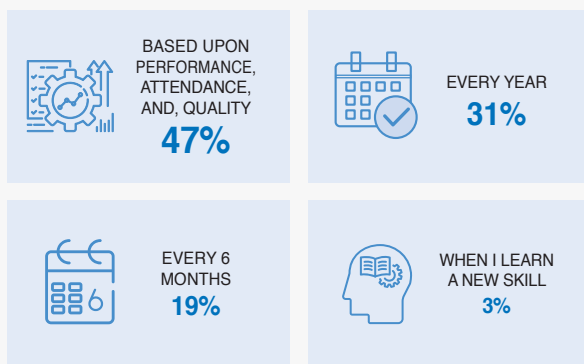 BASED UPON
PERFORMANCE,
ATTENDANCE,
AND, QUALITY
47%
EVERY YEAR
31%
6
EVERY 6
MONTHS
19%
WHEN I LEARN
A NEW SKILL
3%